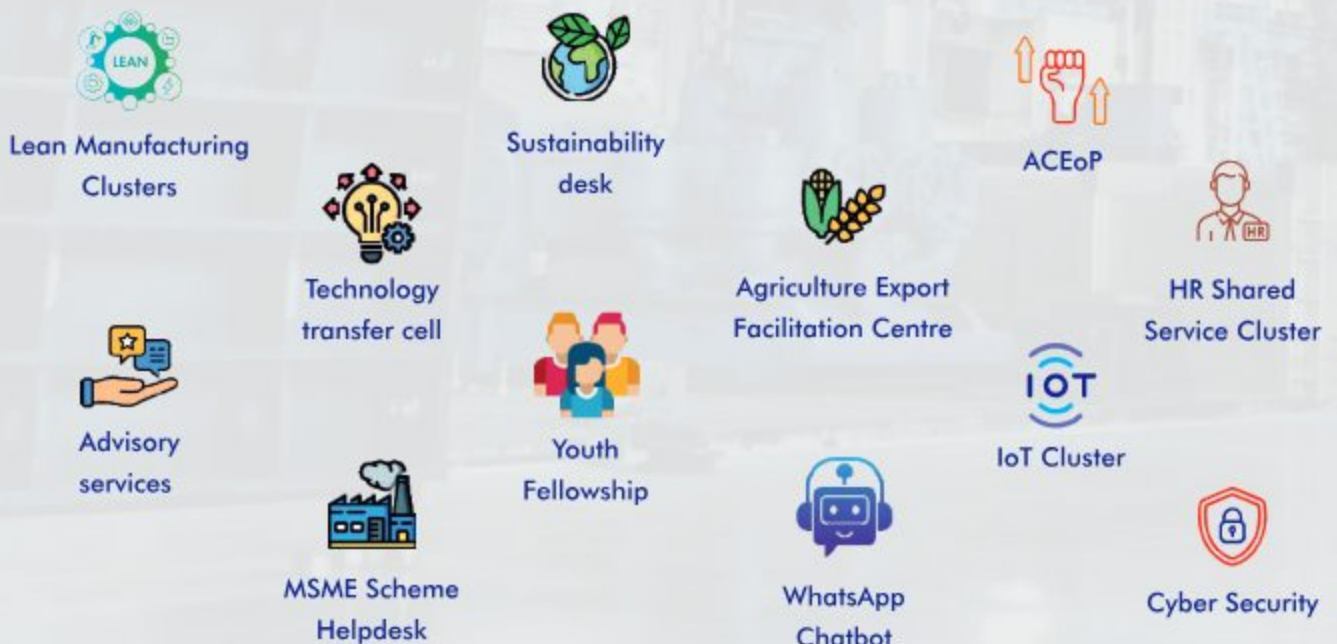 LEAN
Lean Manufacturing
Clusters
Sustainability
desk
ACEoP
Technology
transfer cell
Agriculture Export
Facilitation Centre
HR
HR Shared
Service Cluster
Advisory
services
Youth
Fellowship
IOT
IoT Cluster
MSME Scheme
Helpdesk
WhatsApp
Chatbot
Cyber Security